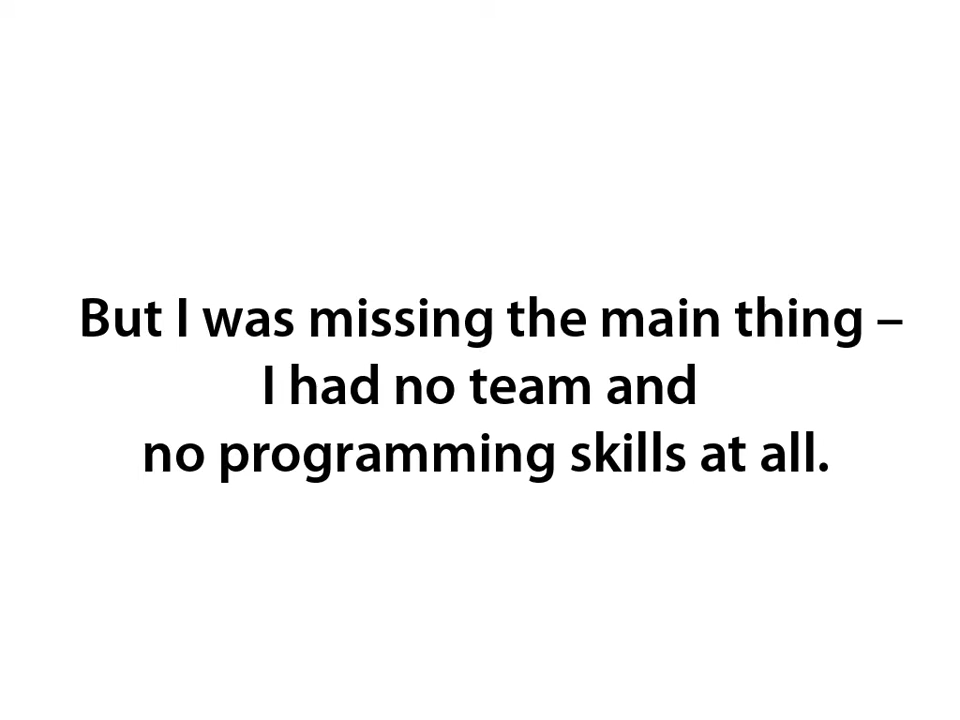 But I was missing the main thing –
I had no team and
no programming skills at all.